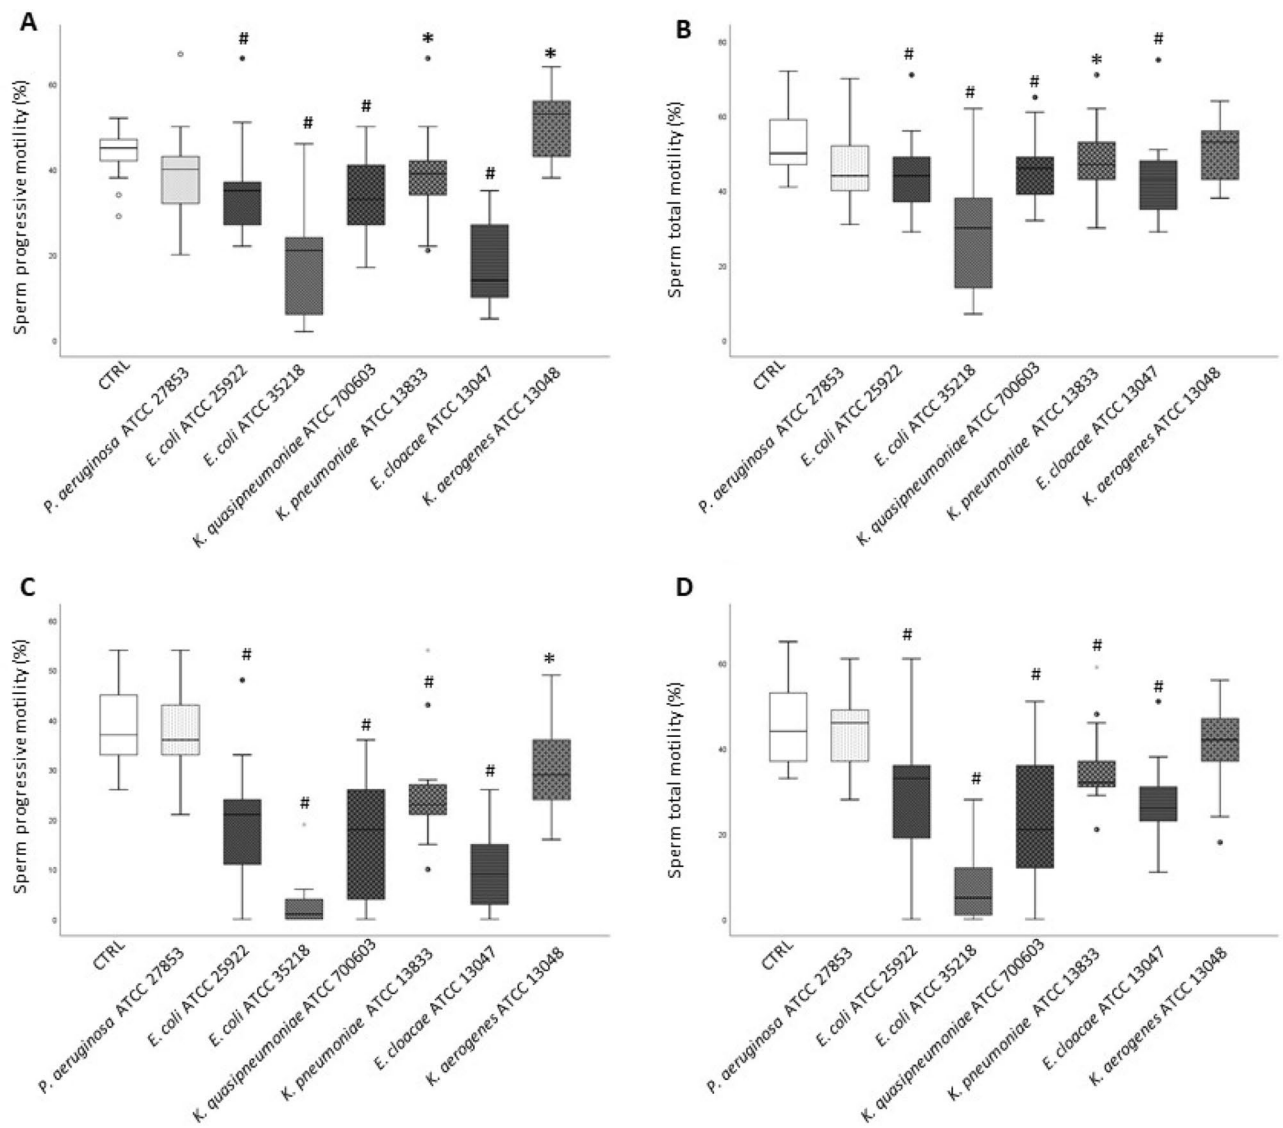 A
Sperm progressive motility (%)
60
40
20
0
# # # * # *
CTRL
P. aeruginosa ATCC 27853
E. coli ATCC 25922
E. coli ATCC 35218
K. quasipneumoniae ATCC 700603
K. pneumoniae ATCC 13833
E. cloacae ATCC 13047
K. aerogenes ATCC 13048
B
Sperm total motility (%)
80
60
40
20
0
# # # * #
CTRL
P. aeruginosa ATCC 27853
E. coli ATCC 25922
E. coli ATCC 35218
K. quasipneumoniae ATCC 700603
K. pneumoniae ATCC 13833
E. cloacae ATCC 13047
K. aerogenes ATCC 13048
C
Sperm progressive motility (%)
60
50
40
30
20
10
0
# # # # # *
CTRL
P. aeruginosa ATCC 27853
E. coli ATCC 25922
E. coli ATCC 35218
K. quasipneumoniae ATCC 700603
K. pneumoniae ATCC 13833
E. cloacae ATCC 13047
K. aerogenes ATCC 13048
D
Sperm total motility (%)
60
40
20
0
# # # # #
CTRL
P. aeruginosa ATCC 27853
E. coli ATCC 25922
E. coli ATCC 35218
K. quasipneumoniae ATCC 700603
K. pneumoniae ATCC 13833
E. cloacae ATCC 13047
K. aerogenes ATCC 13048